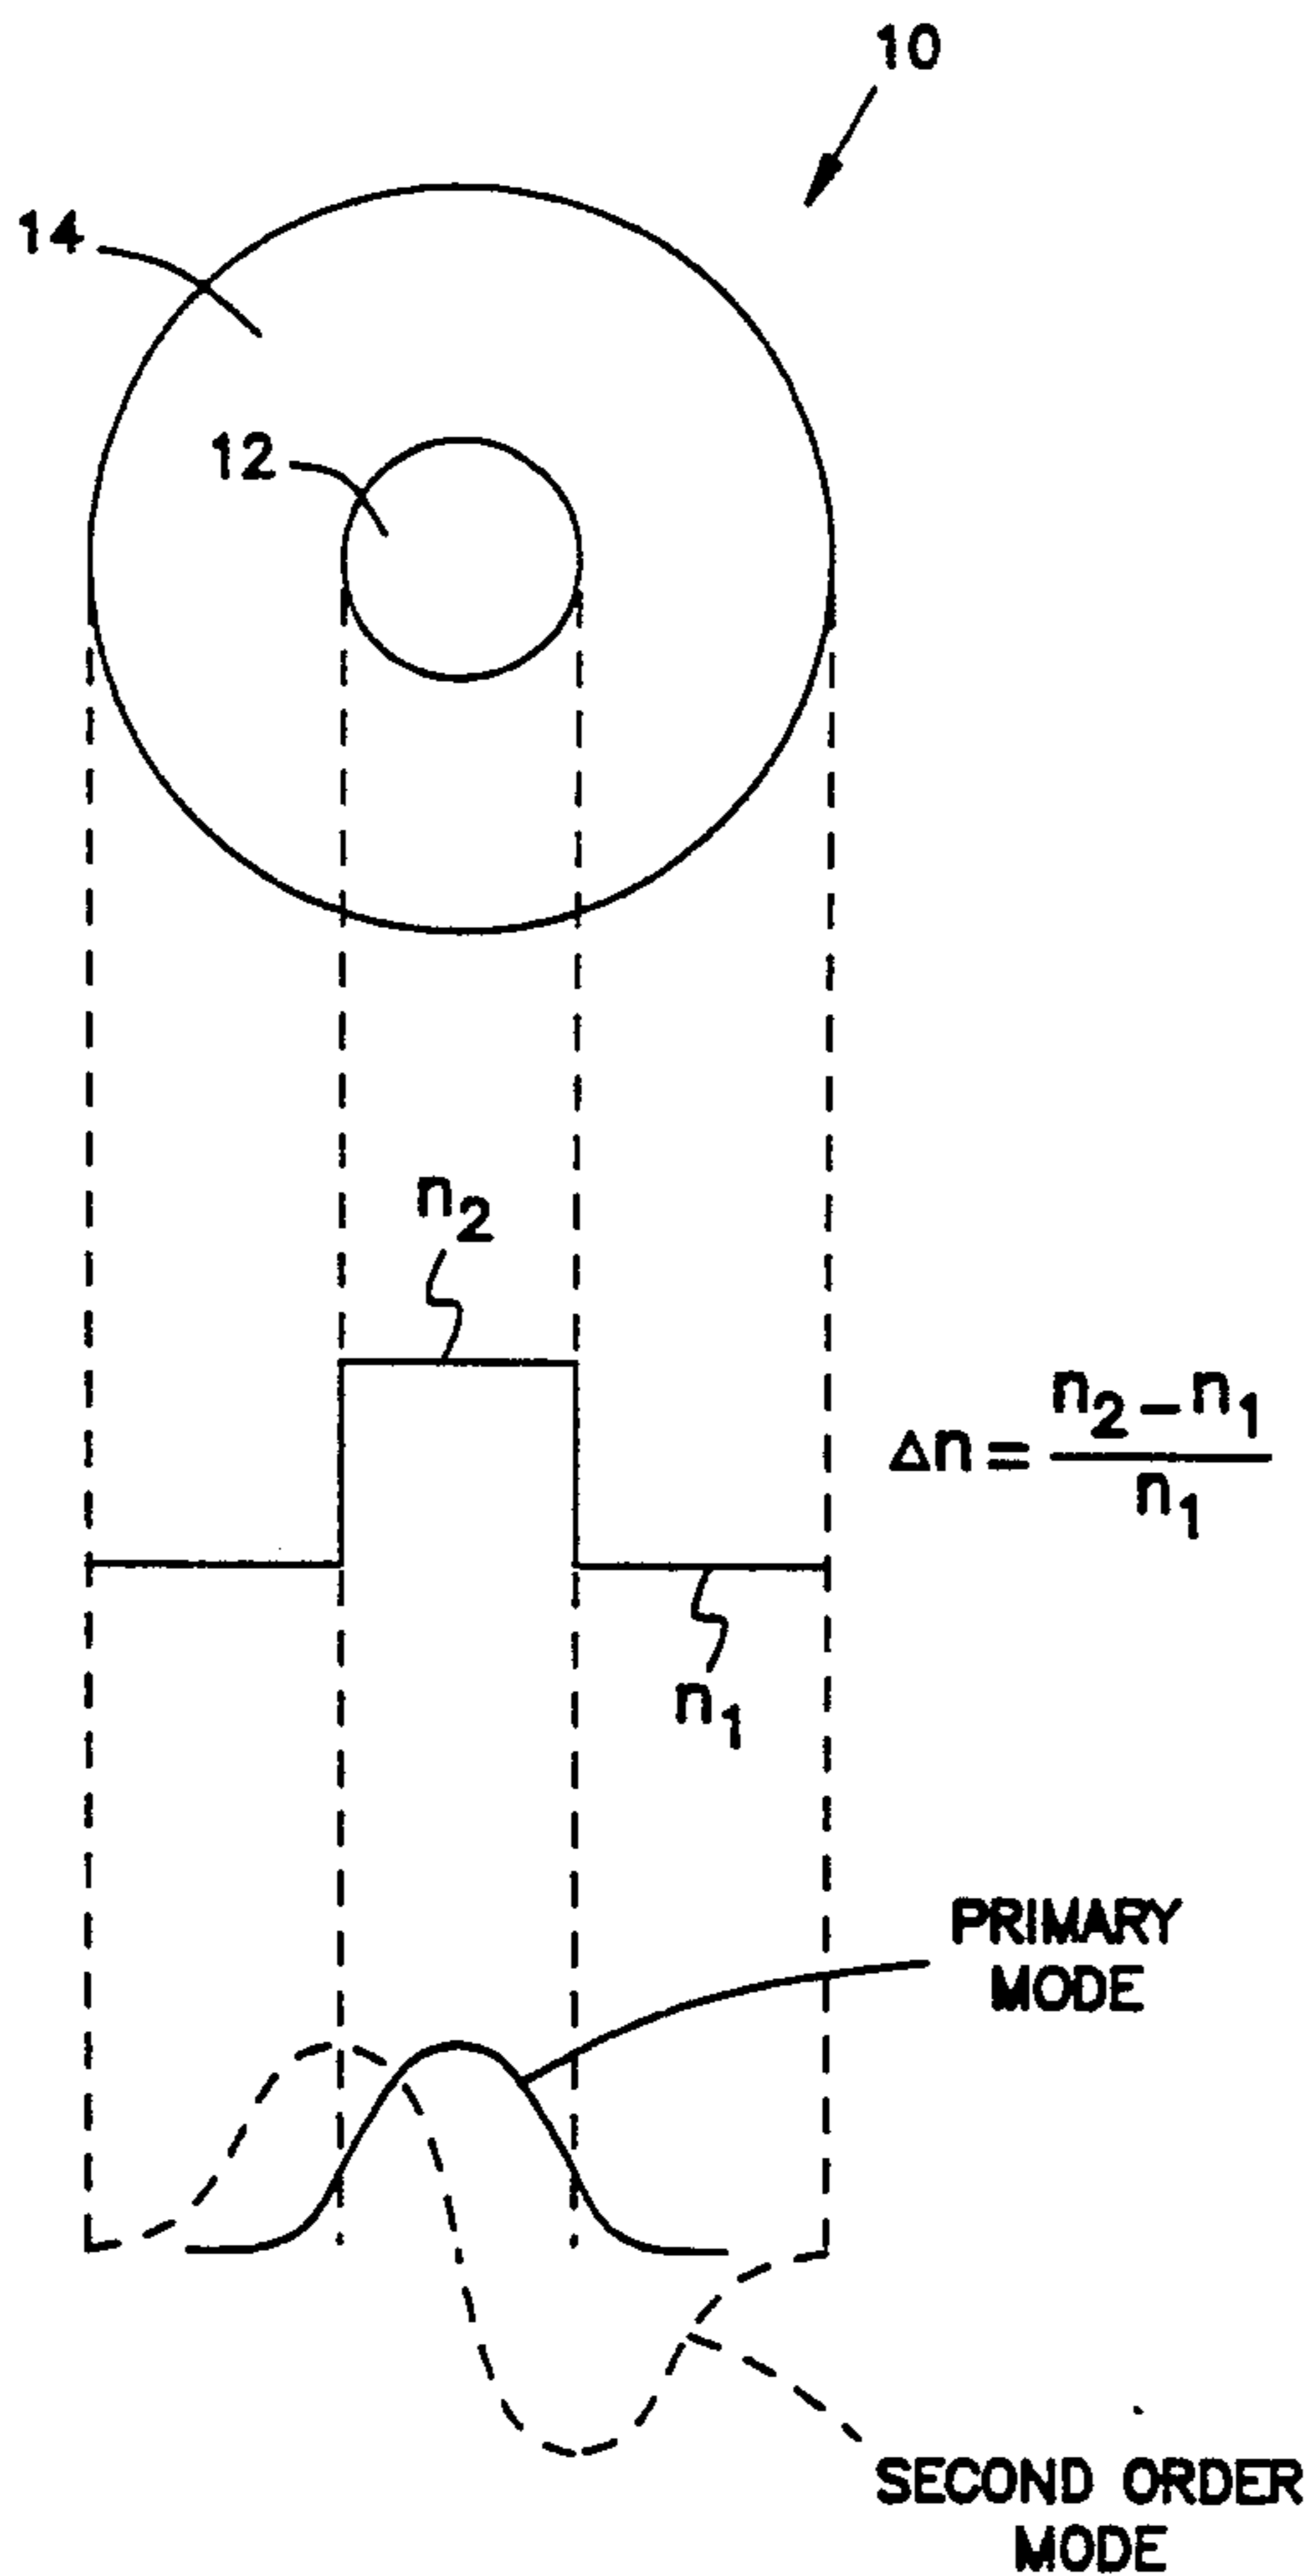 10
14
12
n₂
Δn = (n₂ – n₁) / n₁
n₁
PRIMARY
MODE
SECOND ORDER
MODE